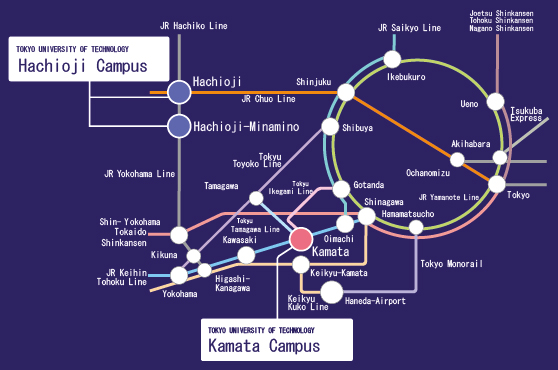 JR Hachiko Line
JR Saikyo Line
Joetsu Shinkansen
Tohoku Shinkansen
Nagano Shinkansen
TOKYO UNIVERSITY OF TECHNOLOGY
Hachioji Campus
Hachioji
JR Chuo Line
Shinjuku
Ikebukuro
Ueno
Tsukuba
Express
Hachioji-Minamino
Shibuya
Akihabara
Ochanomizu
Tokyo
Toyoko Line
JR Yokohama Line
Tamagawa
Tokyu
Ikegami Line
Gotanda
JR Yamanote Line
Tokyo
Shinagawa
Hamamatsucho
Shin-Yokohama
Tokaido
Shinkansen
Tokyu
Tamagawa Line
Kawasaki
Oimachi
Kamata
Kikuna
Tokyo Monorail
JR Keihin
Tohoku Line
Yokohama
Higashi-
Kanagawa
Keikyu-Kamata
Keikyu
Kuko Line
Haneda-Airport
TOKYO UNIVERSITY OF TECHNOLOGY
Kamata Campus